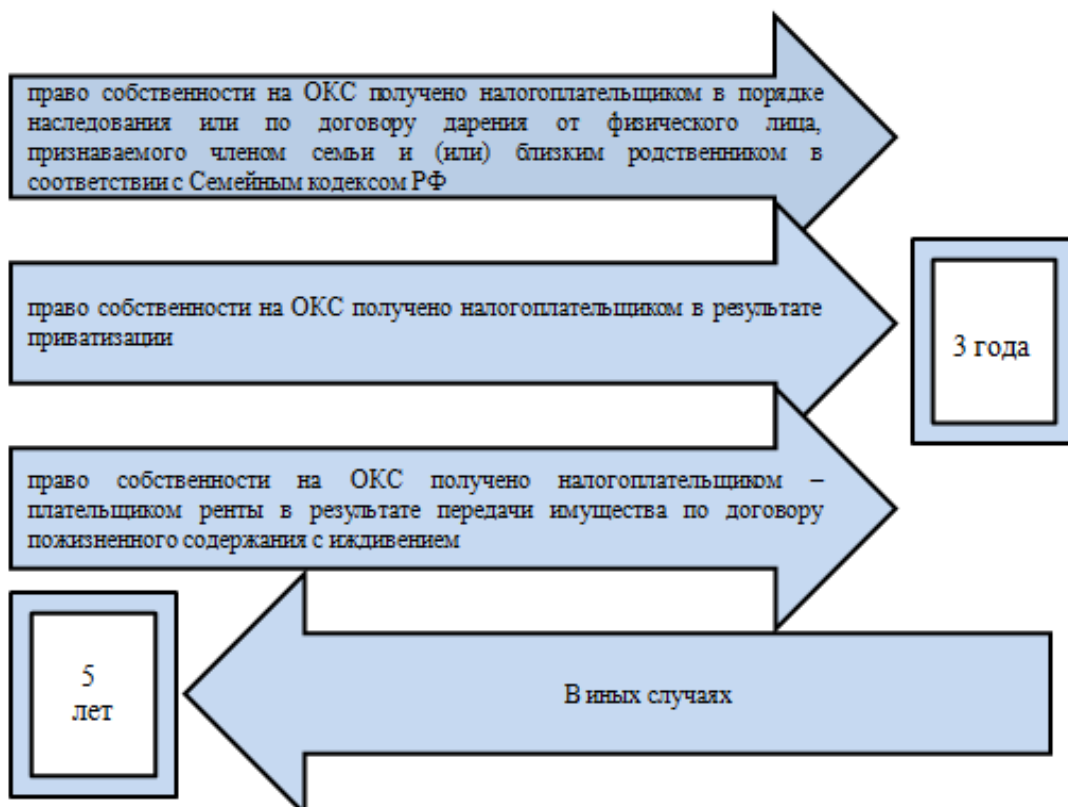 право собственности на ОКС получено налогоплательщиком в порядке
наследования или по договору дарения от физического лица,
признаваемого членом семьи и (или) близким родственником в
соответствии с Семейным кодексом РФ
право собственности на ОКС получено налогоплательщиком в результате
приватизации
3 года
право собственности на ОКС получено налогоплательщиком –
плательщиком ренты в результате передачи имущества по договору
пожизненного содержания с иждивением
5
лет
В иных случаях